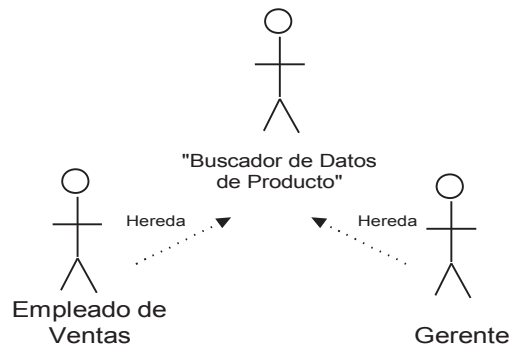 "Buscador de Datos
de Producto"
Hereda
Hereda
Empleado de
Ventas
Gerente